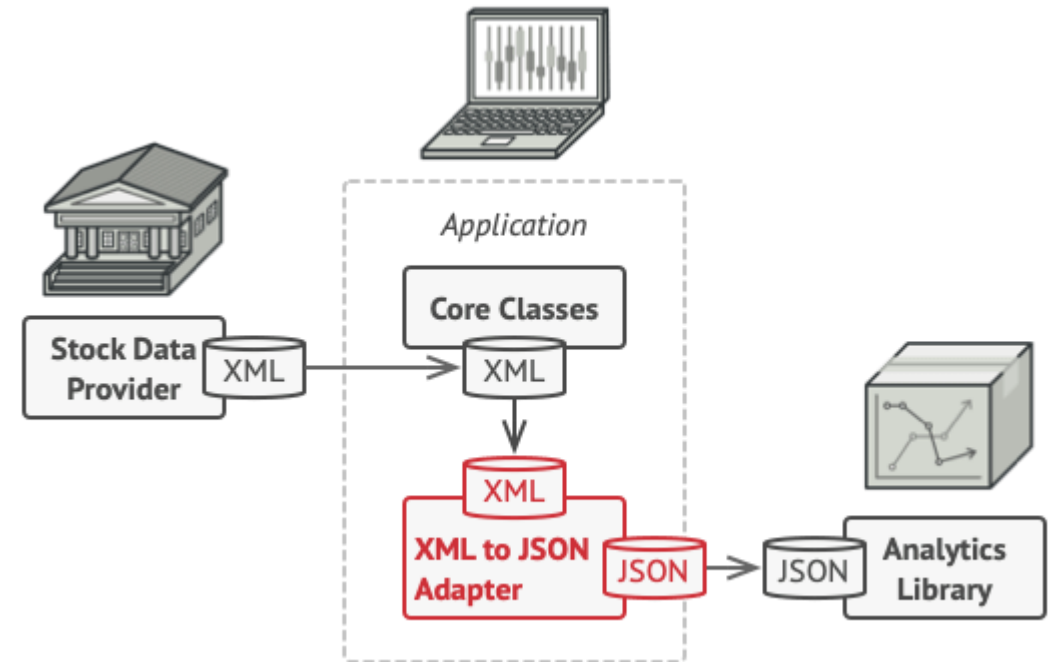 Application
Core Classes
XML
Stock Data
Provider
XML
XML
XML to JSON
Adapter
JSON
JSON
Analytics
Library